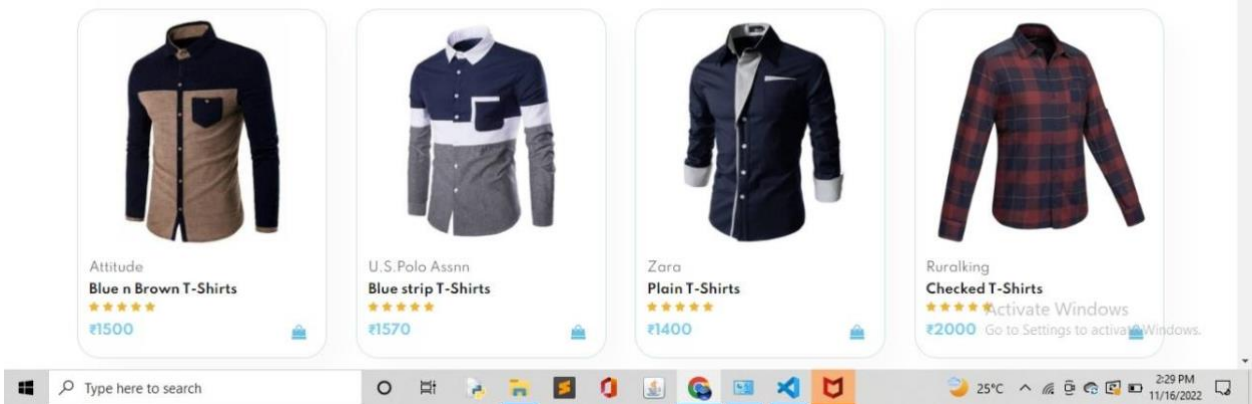 Attitude
Blue n Brown T-Shirts
₹1500
U.S.Polo Assnn
Blue strip T-Shirts
₹1570
Zara
Plain T-Shirts
₹1400
Ruralking
Checked T-Shirts
₹2000
Activate Windows
Go to Settings to activate Windows.
Type here to search
25°C
2:29 PM
11/16/2022